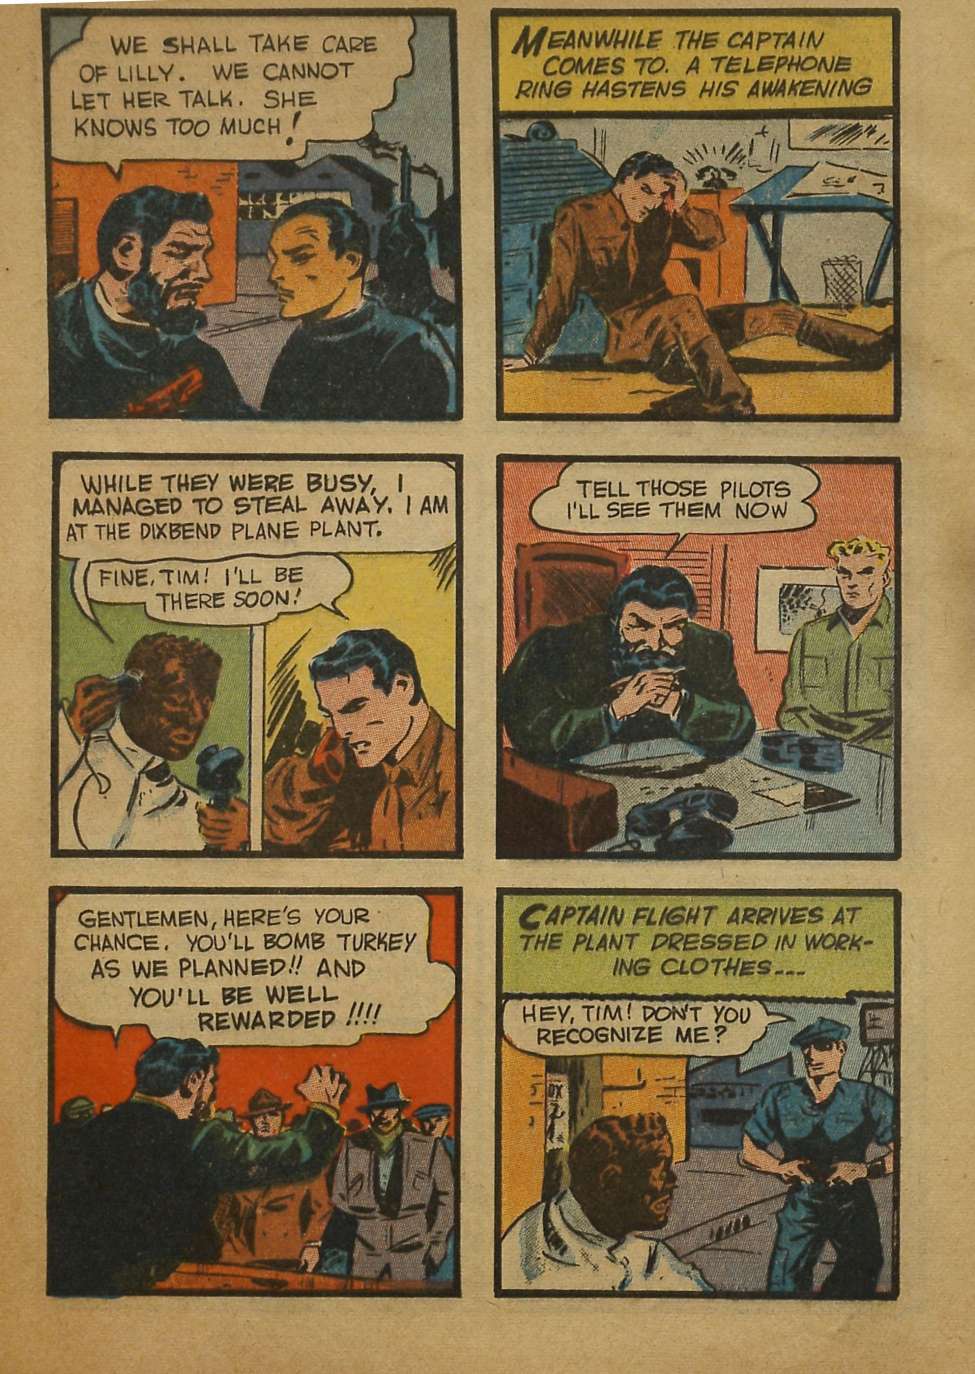 WE SHALL TAKE CARE
OF LILLY. WE CANNOT
LET HER TALK. SHE
KNOWS TOO MUCH!
MEANWHILE THE CAPTAIN
COMES TO. A TELEPHONE
RING HASTENS HIS AWAKENING
WHILE THEY WERE BUSY, I
MANAGED TO STEAL AWAY. I AM
AT THE DIXBEND PLANE PLANT.
FINE, TIM! I'LL BE
THERE SOON!
TELL THOSE PILOTS
I'LL SEE THEM NOW
GENTLEMEN, HERE'S YOUR
CHANCE. YOU'LL BOMB TURKEY
AS WE PLANNED!! AND
YOU'LL BE WELL
REWARDED!!!!
CAPTAIN FLIGHT ARRIVES AT
THE PLANT DRESSED IN WORK-
ING CLOTHES...
HEY, TIM! DON'T YOU
RECOGNIZE ME?